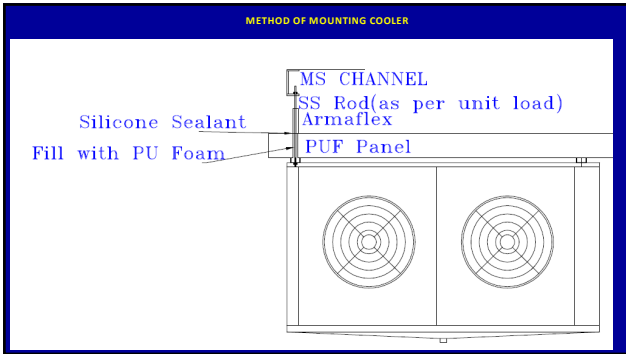 METHOD OF MOUNTING COOLER
MS CHANNEL
SS Rod(as per unit load)
Silicone Sealant
Armaflex
Fill with PU Foam
PUF Panel